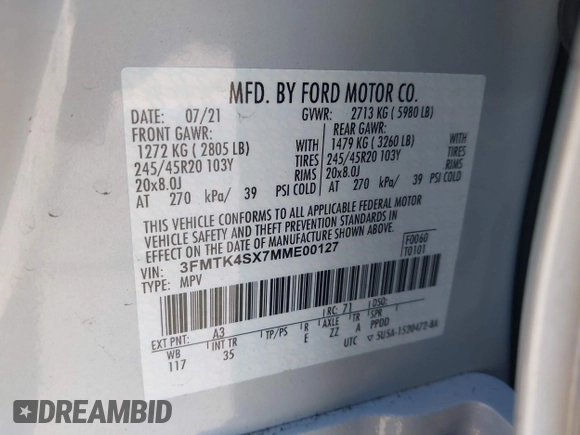 MFD. BY FORD MOTOR CO.
DATE: 07/21 GVWR: 2713 KG ( 5980 LB)
FRONT GAWR: REAR GAWR:
1272 KG ( 2805 LB) WITH 1479 KG ( 3260 LB) WITH
245/45R20 103Y TIRES 245/45R20 103Y TIRES
20x8.0J RIMS 20x8.0J RIMS
AT 270 kPa/ 39 PSI COLD AT 270 kPa/ 39 PSI COLD
THIS VEHICLE CONFORMS TO ALL APPLICABLE FEDERAL MOTOR
VEHICLE SAFETY AND THEFT PREVENTION STANDARDS IN
EFFECT ON THE DATE OF MANUFACTURE SHOWN ABOVE.
VIN: 3FMTK4SX7MME00127 F0060
TYPE: MPV T0101
EXT PNT: A3 RC: 71 DSO:
WB INT TR TP/PS R AXLE TR SPR
117 35 E ZZ A PPDD
UTC
DREAMBID